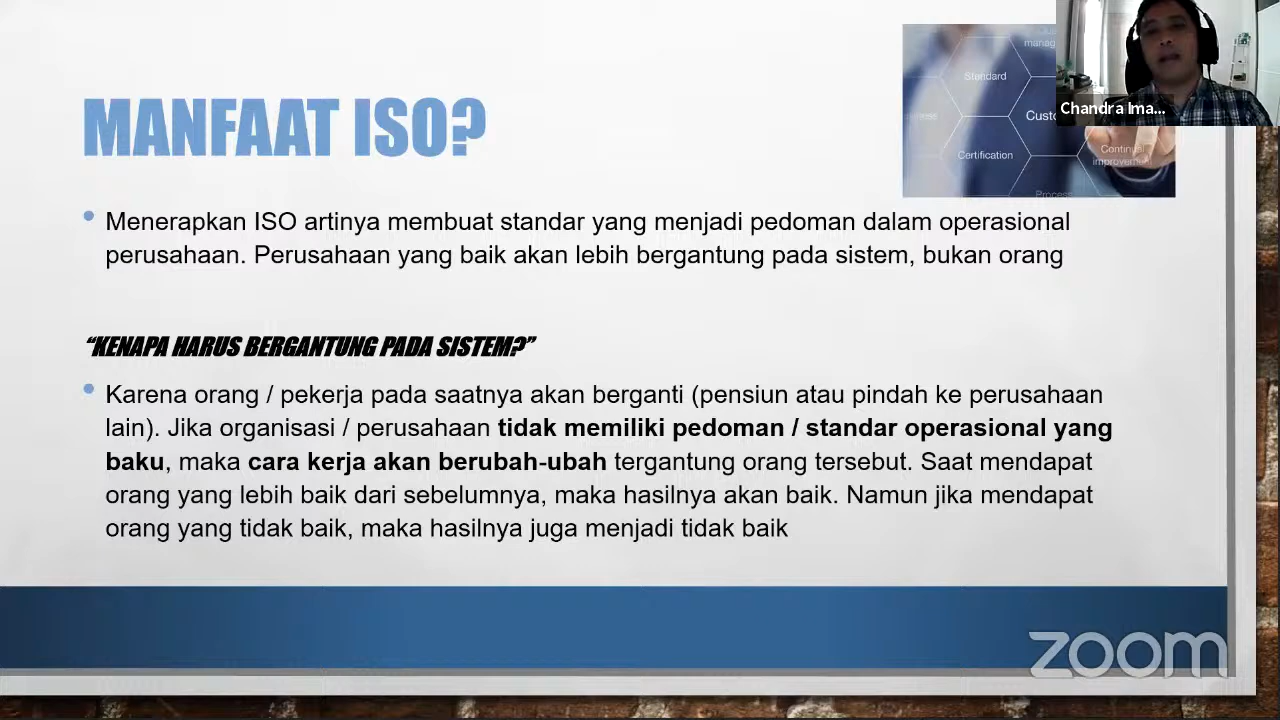 MANFAAT ISO?
Standard
Certification
Continual
improvement
Process
Chandra Ima...
Menerapkan ISO artinya membuat standar yang menjadi pedoman dalam operasional
perusahaan. Perusahaan yang baik akan lebih bergantung pada sistem, bukan orang
“KENAPA HARUS BERGANTUNG PADA SISTEM?”
Karena orang / pekerja pada saatnya akan berganti (pensiun atau pindah ke perusahaan
lain). Jika organisasi / perusahaan tidak memiliki pedoman / standar operasional yang
baku, maka cara kerja akan berubah-ubah tergantung orang tersebut. Saat mendapat
orang yang lebih baik dari sebelumnya, maka hasilnya akan baik. Namun jika mendapat
orang yang tidak baik, maka hasilnya juga menjadi tidak baik
zoom